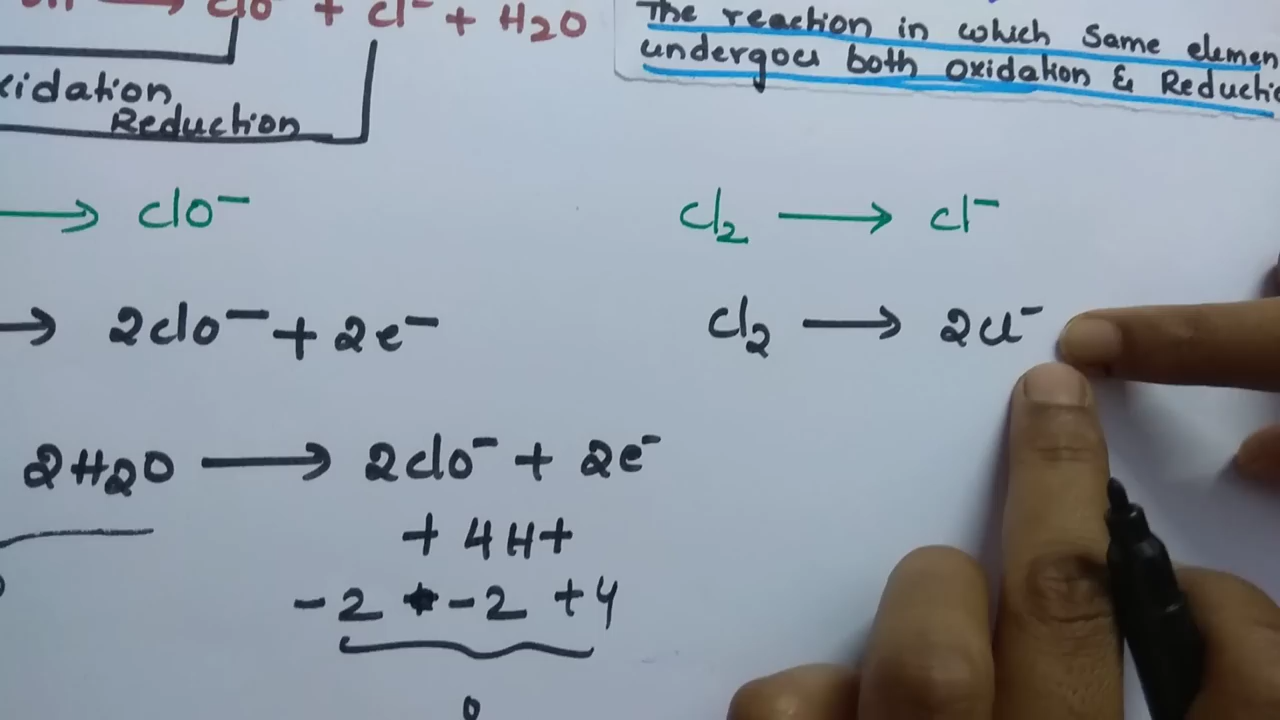 ⟶ ClO⁻ + Cl⁻ + H2O
The reaction in which Same elemen
undergoes both Oxidation & Reductio
xidation
Reduction
⟶ ClO⁻
Cl₂ ⟶ Cl⁻
⟶ 2ClO⁻ + 2e⁻
Cl₂ ⟶ 2Cl⁻
2H2O ⟶ 2ClO⁻ + 2e⁻
+ 4H+
-2 -2 +4
0